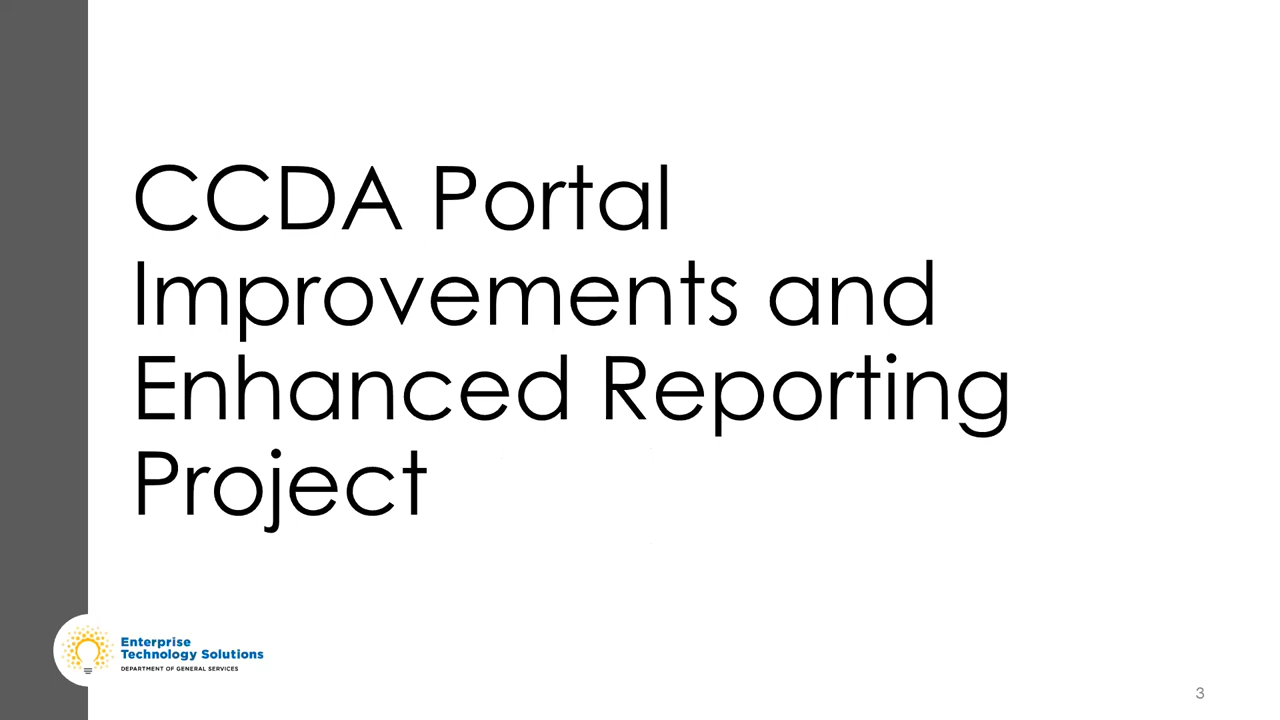 CCDA Portal
Improvements and
Enhanced Reporting
Project
Enterprise
Technology Solutions
DEPARTMENT OF GENERAL SERVICES
3